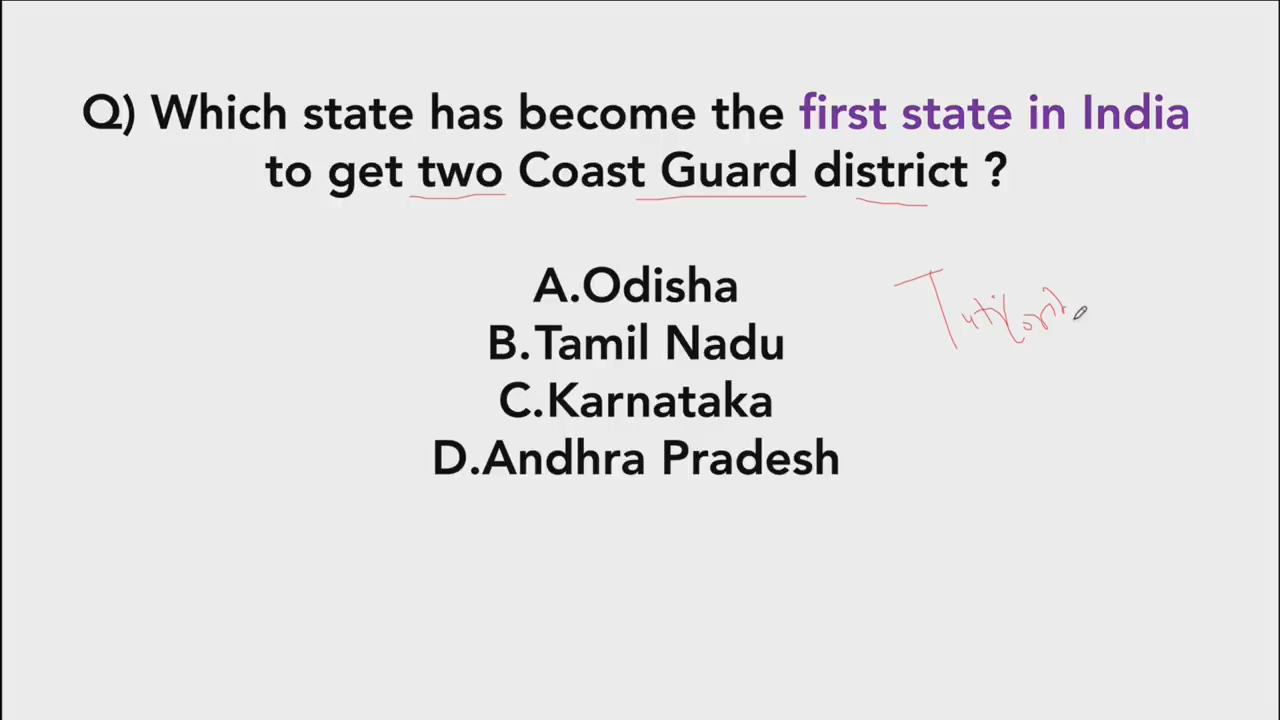 Q) Which state has become the first state in India
to get two Coast Guard district ?
A.Odisha
B.Tamil Nadu
C.Karnataka
D.Andhra Pradesh